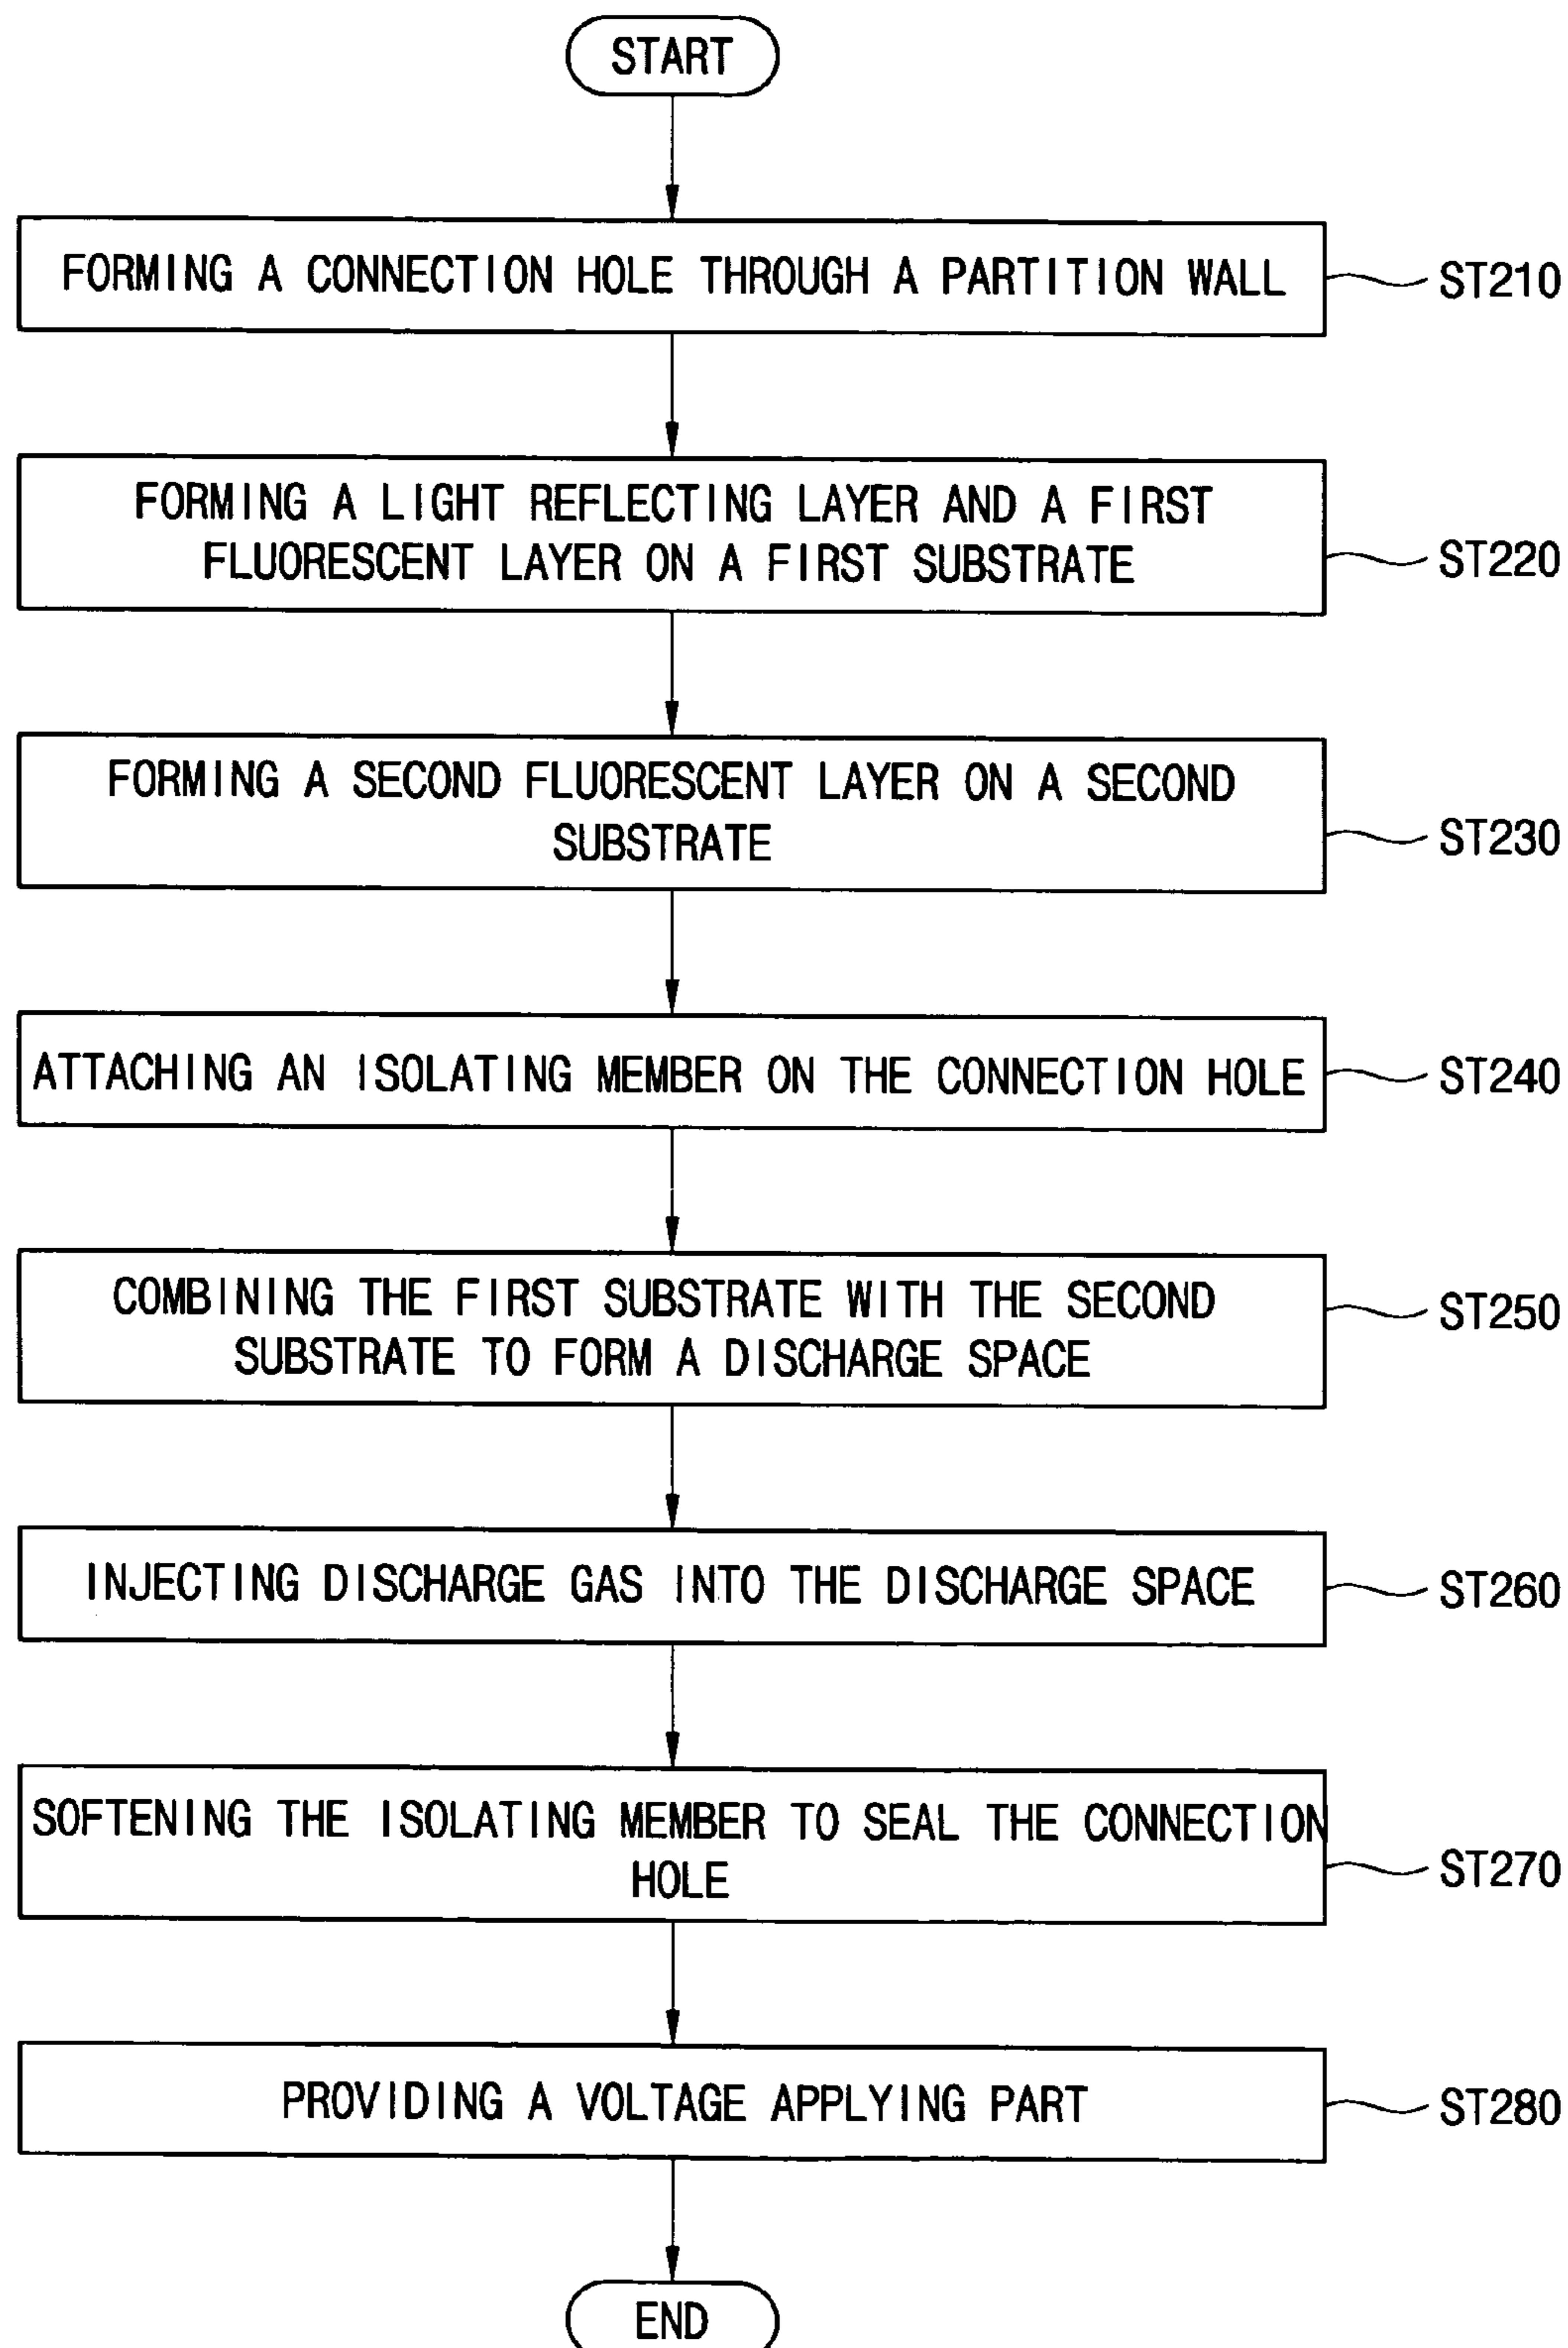 START
FORMING A CONNECTION HOLE THROUGH A PARTITION WALL
ST210
FORMING A LIGHT REFLECTING LAYER AND A FIRST
FLUORESCENT LAYER ON A FIRST SUBSTRATE
ST220
FORMING A SECOND FLUORESCENT LAYER ON A SECOND
SUBSTRATE
ST230
ATTACHING AN ISOLATING MEMBER ON THE CONNECTION HOLE
ST240
COMBINING THE FIRST SUBSTRATE WITH THE SECOND
SUBSTRATE TO FORM A DISCHARGE SPACE
ST250
INJECTING DISCHARGE GAS INTO THE DISCHARGE SPACE
ST260
SOFTENING THE ISOLATING MEMBER TO SEAL THE CONNECTION
HOLE
ST270
PROVIDING A VOLTAGE APPLYING PART
ST280
END